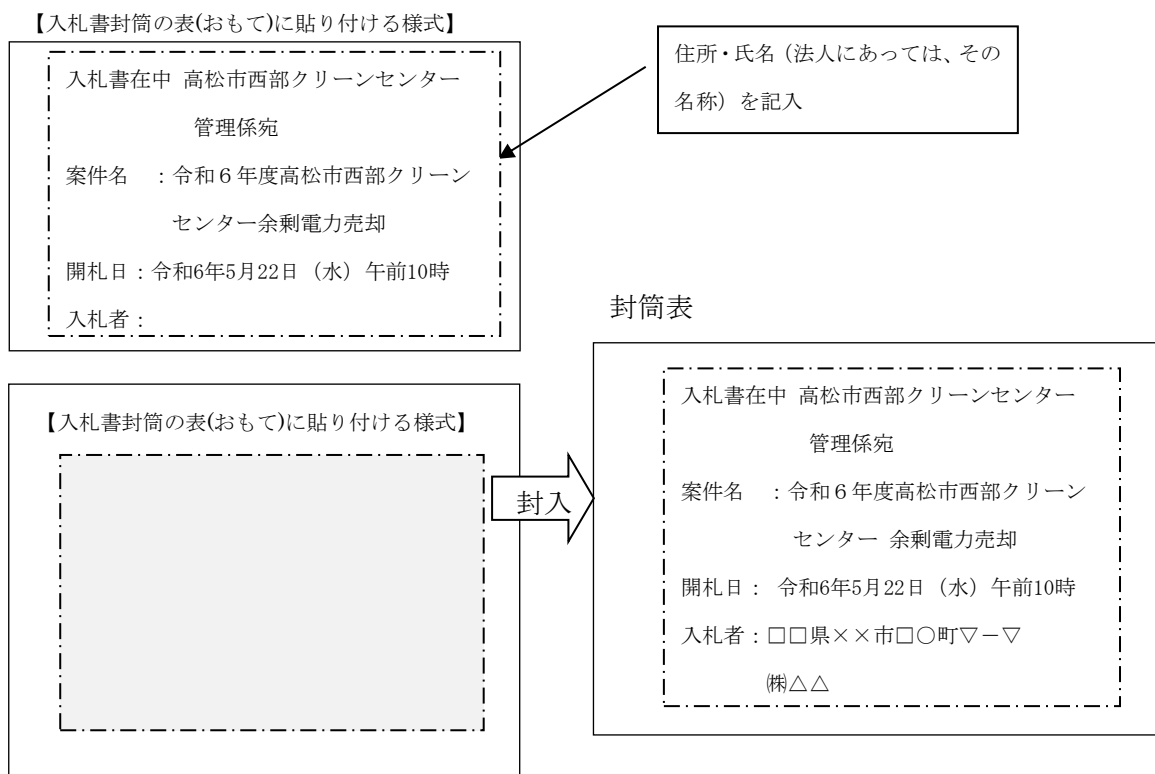 【入札書封筒の表(おもて)に貼り付ける様式】
入札書在中 高松市西部クリーンセンター
管理係宛
案件名 ：令和６年度高松市西部クリーン
センター余剰電力売却
開札日：令和6年5月22日（水）午前10時
入札者：
住所・氏名（法人にあっては、その
名称）を記入
【入札書封筒の表(おもて)に貼り付ける様式】
封入
封筒表
入札書在中 高松市西部クリーンセンター
管理係宛
案件名 ：令和６年度高松市西部クリーン
センター 余剰電力売却
開札日： 令和6年5月22日（水）午前10時
入札者：□□県××市□○町▽－▽
㈱△△